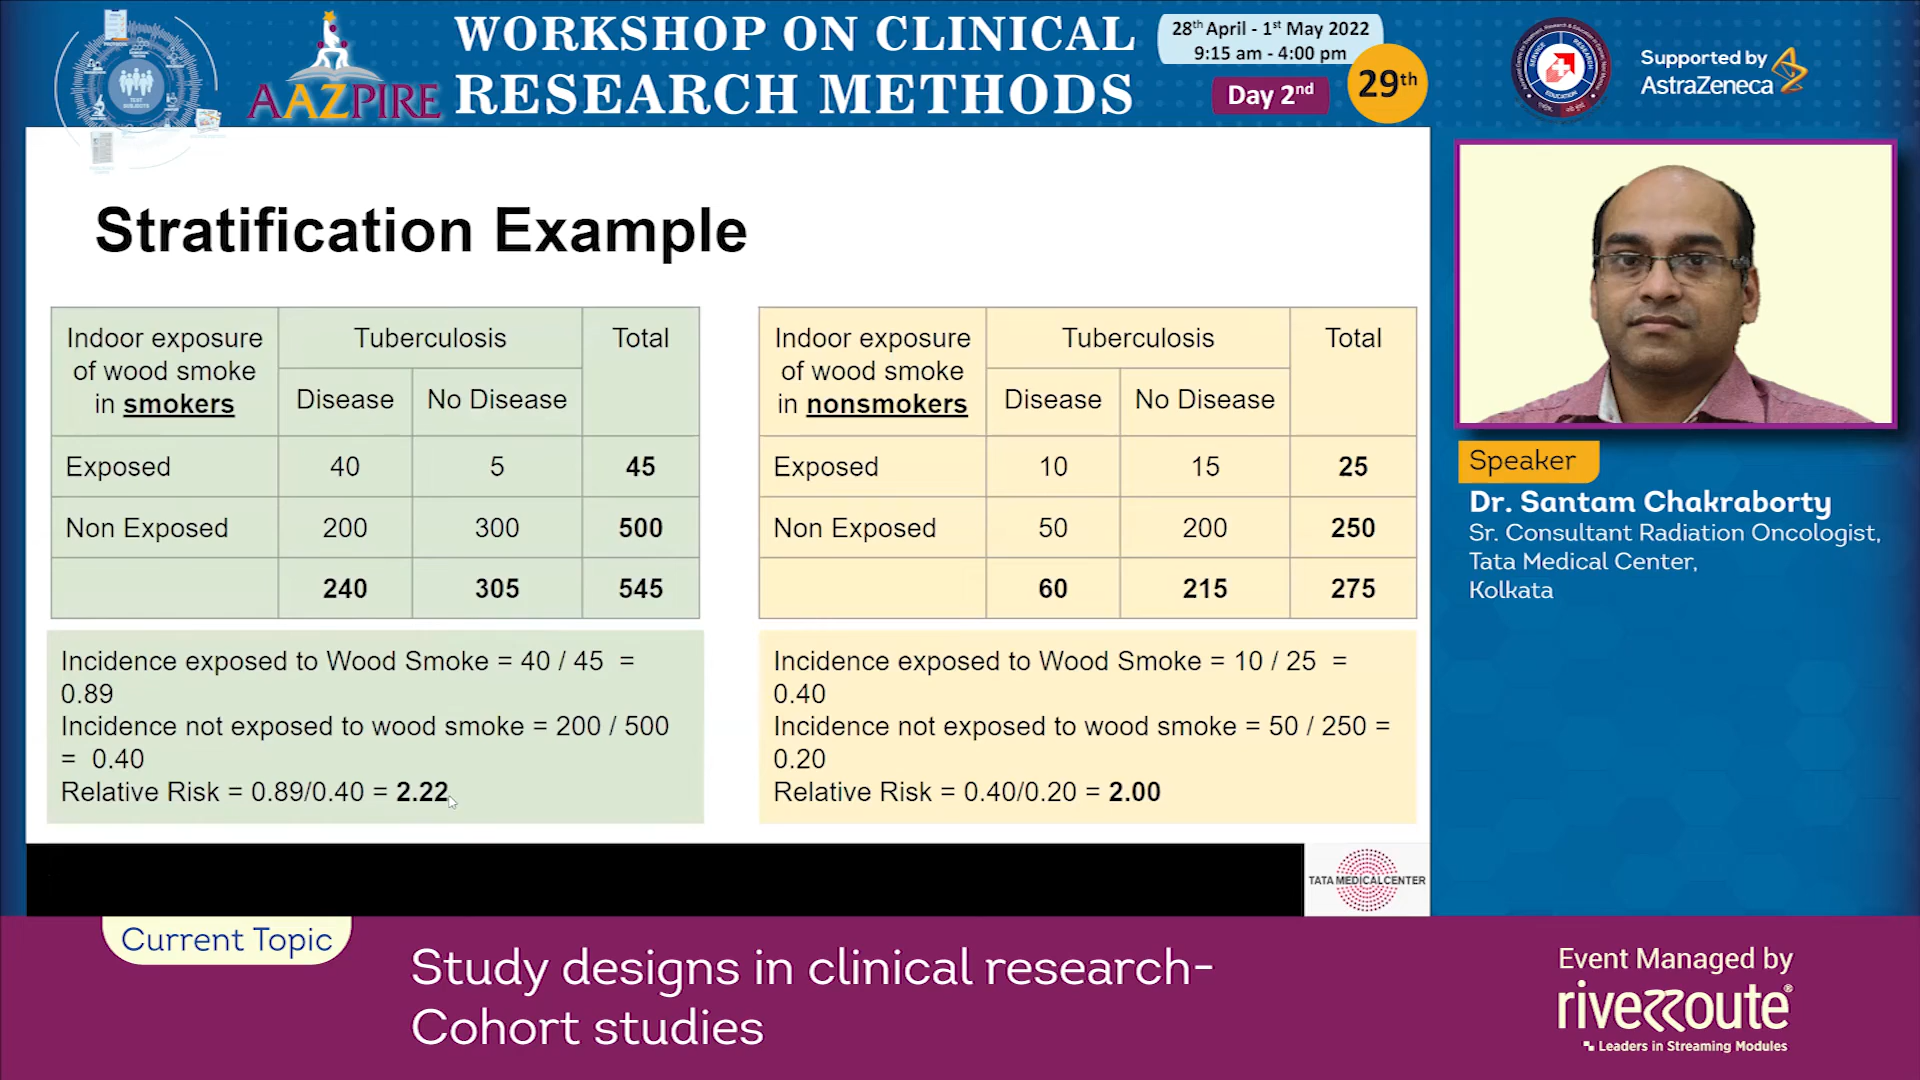 AAZPIRE
WORKSHOP ON CLINICAL
RESEARCH METHODS
28th April - 1st May 2022
9:15 am - 4:00 pm
Day 2nd
29th
TEST
SUBJECTS
SERVICE
RESEARCH
EDUCATION
Supported by
AstraZeneca
Stratification Example
Indoor exposure
of wood smoke
in smokers
Tuberculosis
Total
Disease
No Disease
Exposed
40
5
45
Non Exposed
200
300
500
240
305
545
Incidence exposed to Wood Smoke = 40 / 45 =
0.89
Incidence not exposed to wood smoke = 200 / 500
= 0.40
Relative Risk = 0.89/0.40 = 2.22
Indoor exposure
of wood smoke
in nonsmokers
Tuberculosis
Total
Disease
No Disease
Exposed
10
15
25
Non Exposed
50
200
250
60
215
275
Incidence exposed to Wood Smoke = 10 / 25 =
0.40
Incidence not exposed to wood smoke = 50 / 250 =
0.20
Relative Risk = 0.40/0.20 = 2.00
TATA MEDICAL CENTER
Speaker
Dr. Santam Chakraborty
Sr. Consultant Radiation Oncologist,
Tata Medical Center,
Kolkata
Current Topic
Study designs in clinical research-
Cohort studies
Event Managed by
riverroute®
Leaders in Streaming Modules